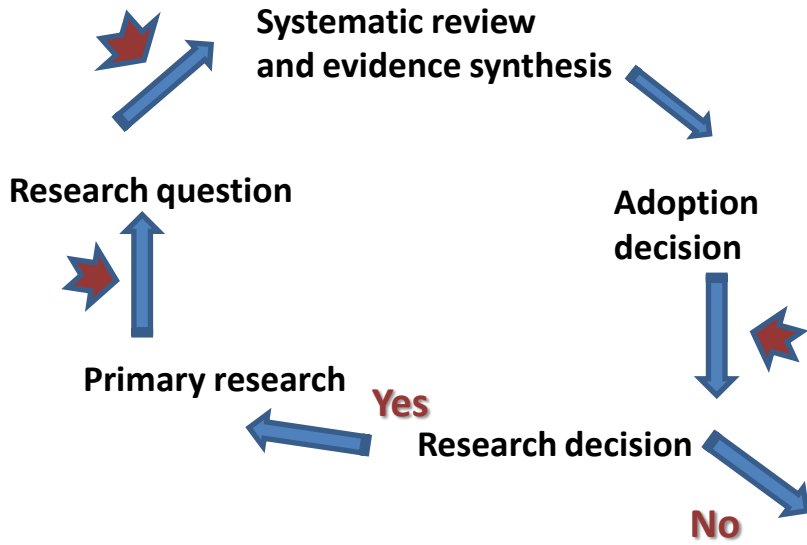 Systematic review
and evidence synthesis
Research question
Adoption
decision
Primary research
Yes
Research decision
No